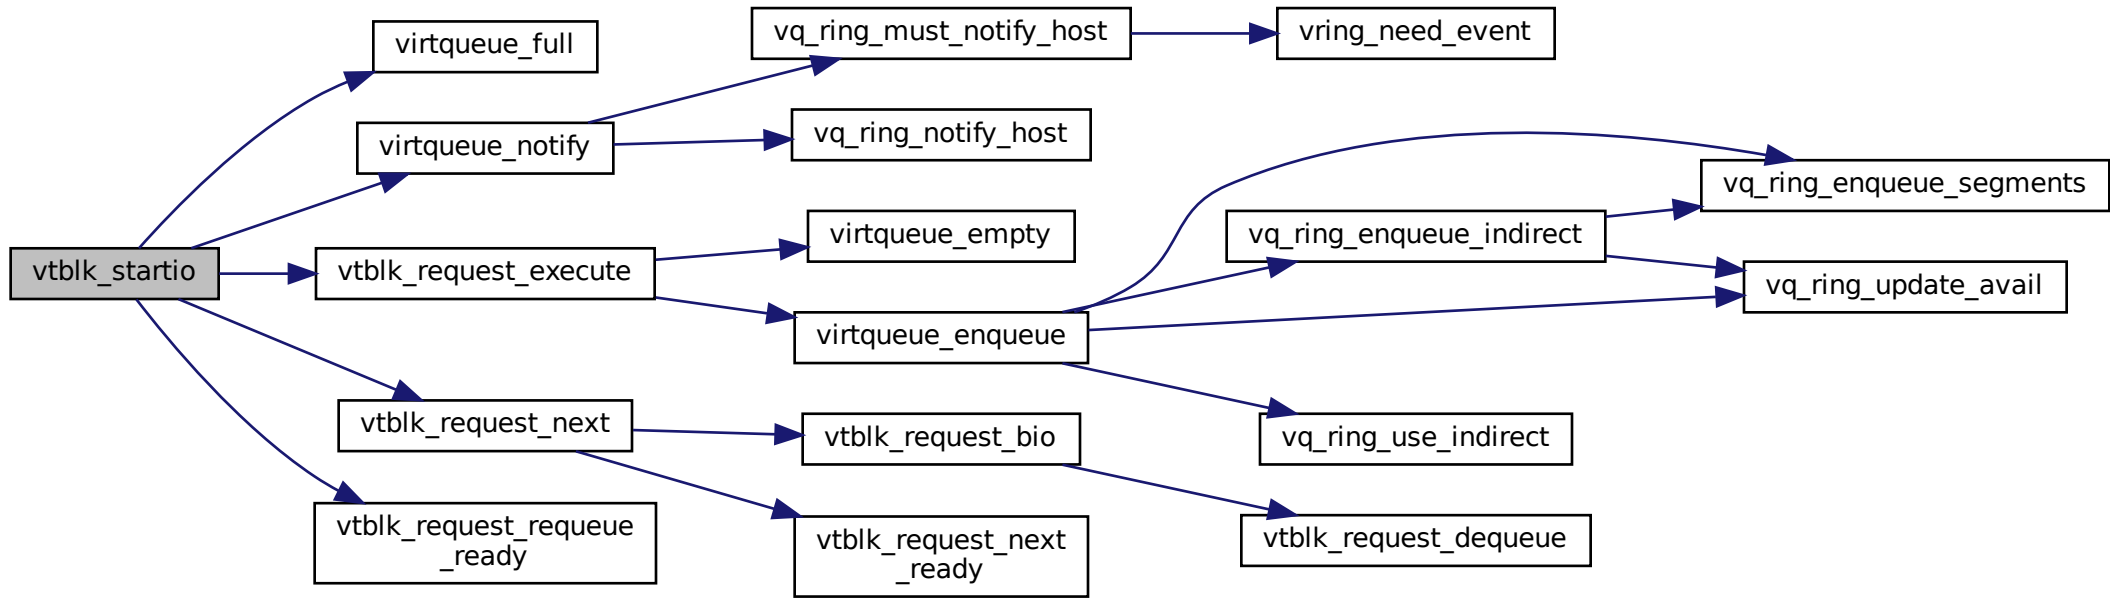 vtblk_startio
virtqueue_full
virtqueue_notify
vtblk_request_execute
vtblk_request_next
vtblk_request_requeue
_ready
vq_ring_must_notify_host
vq_ring_notify_host
virtqueue_empty
virtqueue_enqueue
vtblk_request_bio
vtblk_request_next
_ready
vring_need_event
vq_ring_enqueue_indirect
vq_ring_use_indirect
vtblk_request_dequeue
vq_ring_enqueue_segments
vq_ring_update_avail